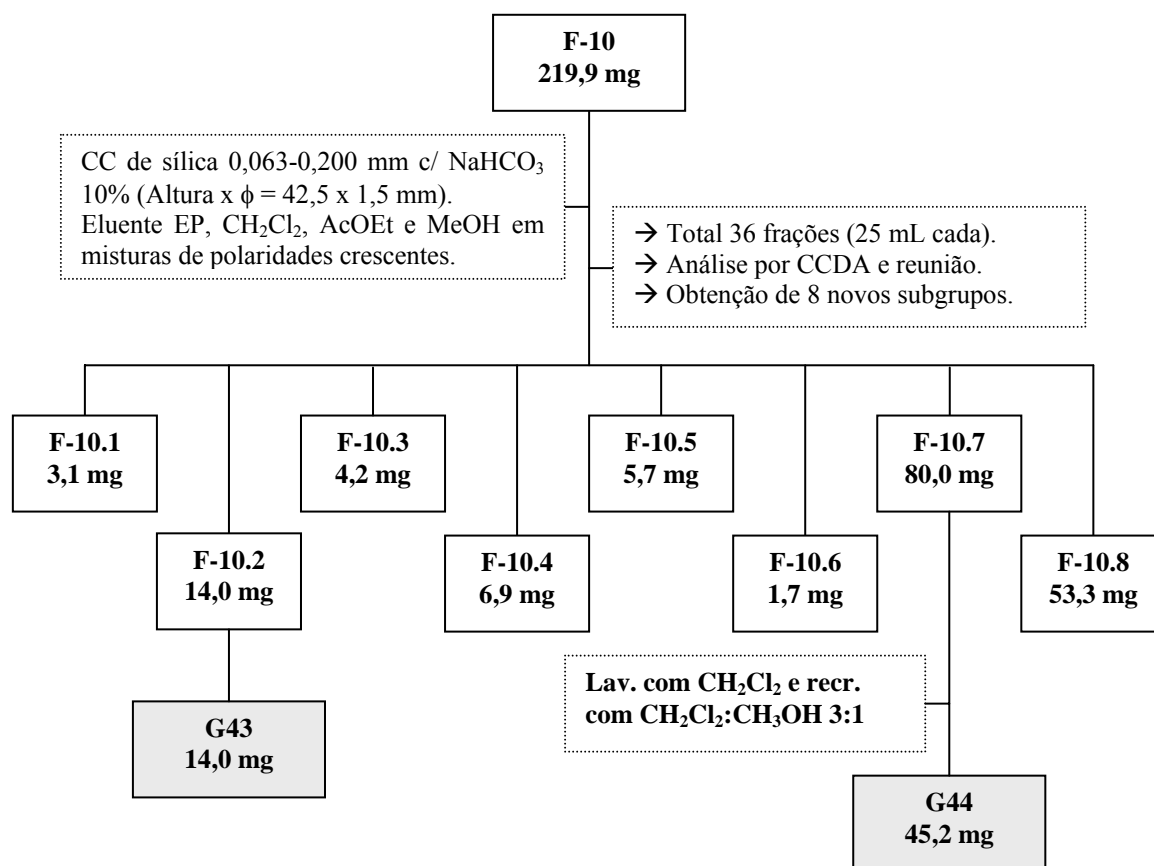 F-10
219,9 mg
CC de sílica 0,063-0,200 mm c/ NaHCO₃
10% (Altura x ϕ = 42,5 x 1,5 mm).
Eluente EP, CH₂Cl₂, AcOEt e MeOH em
misturas de polaridades crescentes.
→ Total 36 frações (25 mL cada).
→ Análise por CCDA e reunião.
→ Obtenção de 8 novos subgrupos.
F-10.1
3,1 mg
F-10.3
4,2 mg
F-10.5
5,7 mg
F-10.7
80,0 mg
F-10.2
14,0 mg
F-10.4
6,9 mg
F-10.6
1,7 mg
F-10.8
53,3 mg
Lav. com CH₂Cl₂ e recr.
com CH₂Cl₂:CH₃OH 3:1
G43
14,0 mg
G44
45,2 mg